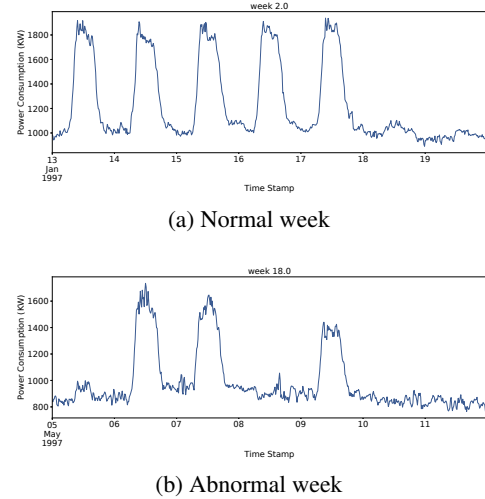 week 2.0
Power Consumption (KW)
1800
1600
1400
1200
1000
13 14 15 16 17 18 19
Jan
1997
Time Stamp
(a) Normal week
week 18.0
Power Consumption (KW)
1600
1400
1200
1000
800
05 06 07 08 09 10 11
May
1997
Time Stamp
(b) Abnormal week